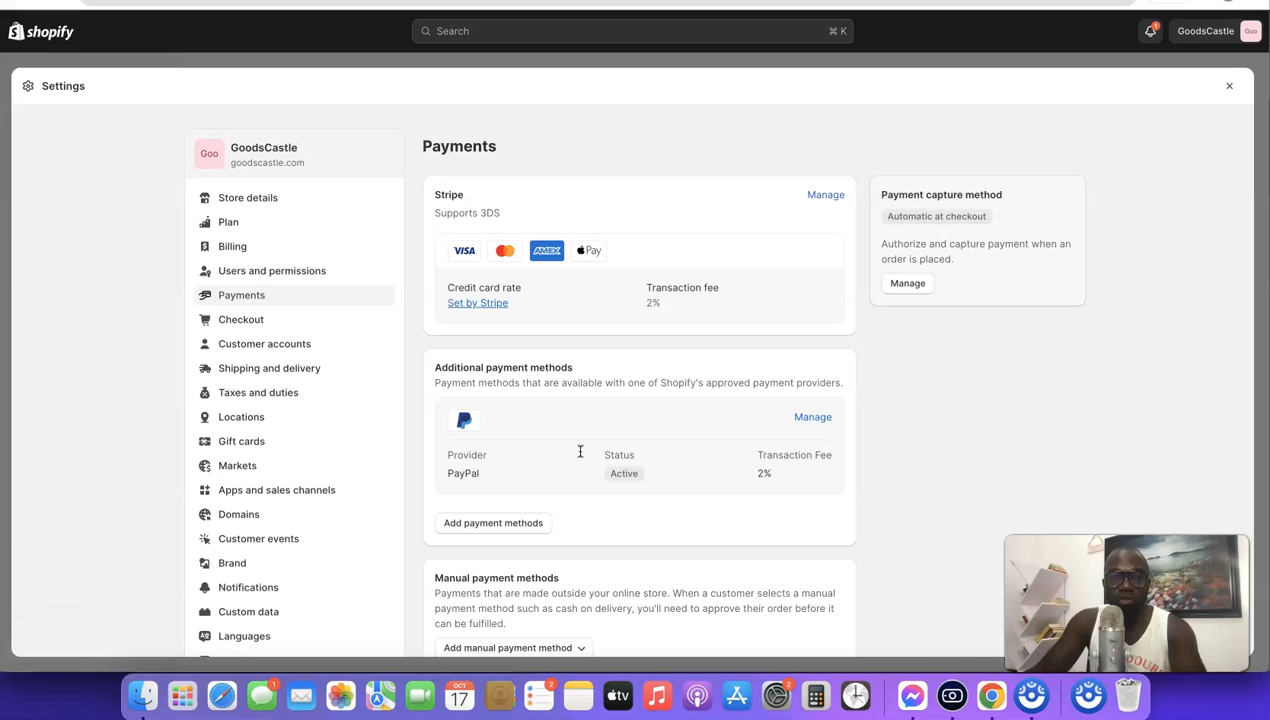 shopify
Search
⌘ K
1
GoodsCastle
Goo
Settings
Goo
GoodsCastle
goodscastle.com
Store details
Plan
Billing
Users and permissions
Payments
Checkout
Customer accounts
Shipping and delivery
Taxes and duties
Locations
Gift cards
Markets
Apps and sales channels
Domains
Customer events
Brand
Notifications
Custom data
Languages
Payments
Stripe
Manage
Supports 3DS
VISA
AMEX
Pay
Credit card rate
Transaction fee
Set by Stripe
2%
Additional payment methods
Payment methods that are available with one of Shopify's approved payment providers.
Manage
Provider
Status
Transaction Fee
PayPal
Active
2%
Add payment methods
Manual payment methods
Payments that are made outside your online store. When a customer selects a manual
payment method such as cash on delivery, you'll need to approve their order before it
can be fulfilled.
Add manual payment method
Payment capture method
Automatic at checkout
Authorize and capture payment when an
order is placed.
Manage
1
OCT
17
2
tv
2